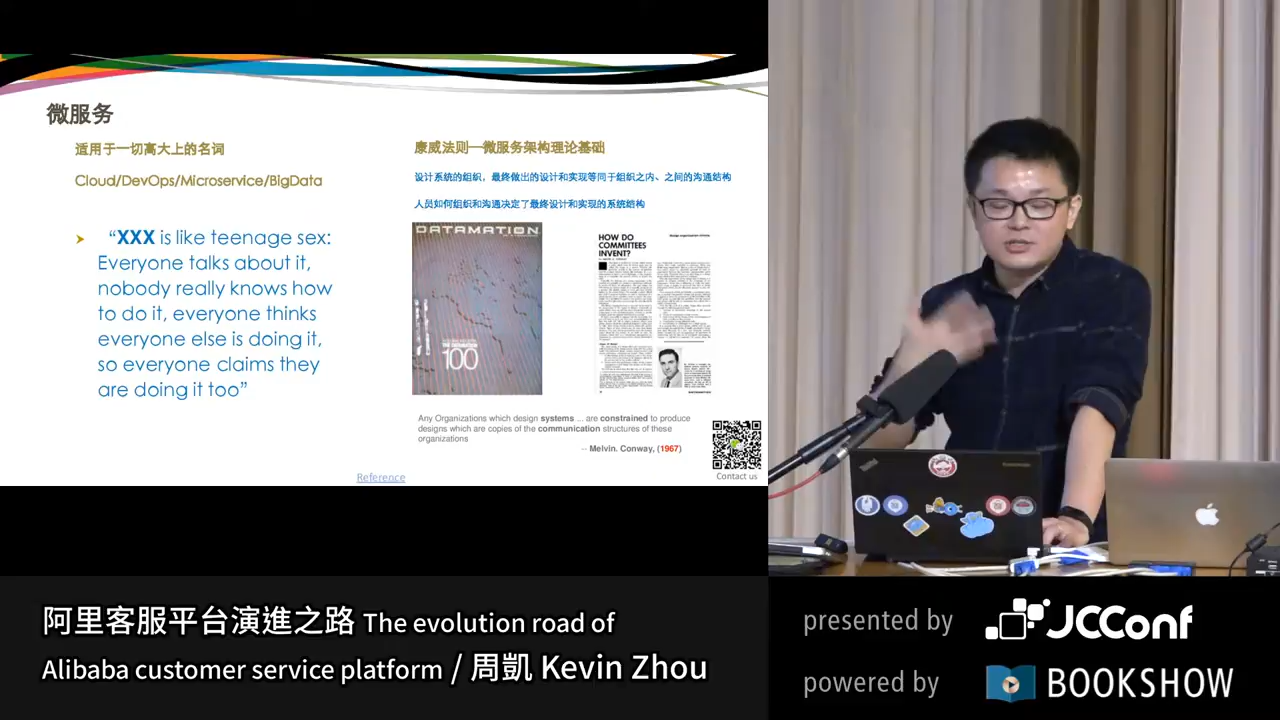 微服务
适用于一切高大上的名词
Cloud/DevOps/Microservice/BigData
“XXX is like teenage sex:
Everyone talks about it,
nobody really knows how
to do it, everyone thinks
everyone else is doing it,
so everyone claims they
are doing it too”
康威法则—微服务架构理论基础
设计系统的组织，最终做出的设计和实现等同于组织之内、之间的沟通结构
人员如何组织和沟通决定了最终设计和实现的系统结构
DATAMATION
100
HOW DO
COMMITTEES
INVENT?
Any Organizations which design systems ... are constrained to produce
designs which are copies of the communication structures of these
organizations
-- Melvin. Conway, (1967)
Contact us
Reference
阿里客服平台演進之路 The evolution road of
Alibaba customer service platform / 周凱 Kevin Zhou
presented by JCConf
powered by BOOKSHOW